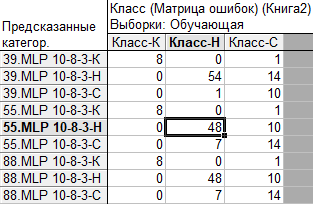 Класс (Матрица ошибок) (Книга2)
Выборки: Обучающая
Предсказанные категор. Класс-К Класс-Н Класс-С
39.MLP 10-8-3-К 8 0 1
39.MLP 10-8-3-Н 0 54 14
39.MLP 10-8-3-С 0 1 10
55.MLP 10-8-3-К 8 0 1
55.MLP 10-8-3-Н 0 48 10
55.MLP 10-8-3-С 0 7 14
88.MLP 10-8-3-К 8 0 1
88.MLP 10-8-3-Н 0 48 10
88.MLP 10-8-3-С 0 7 14